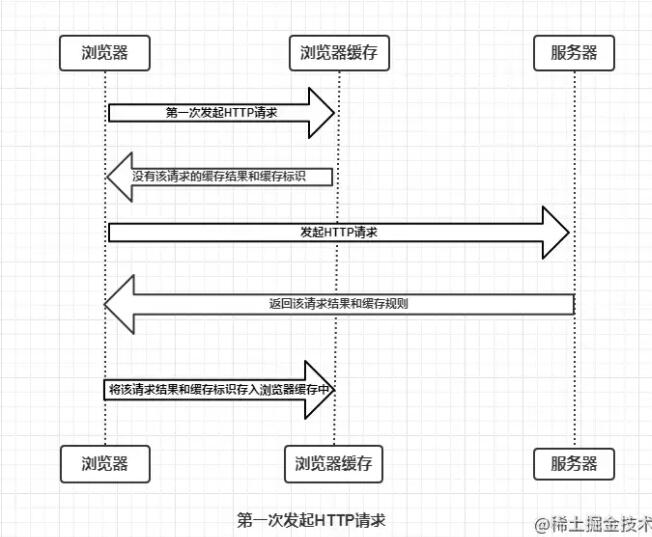 浏览器
浏览器缓存
服务器
第一次发起HTTP请求
没有该请求的缓存结果和缓存标识
发起HTTP请求
返回该请求结果和缓存规则
将该请求结果和缓存标识存入浏览器缓存中
浏览器
浏览器缓存
服务器
第一次发起HTTP请求
@稀土掘金技术